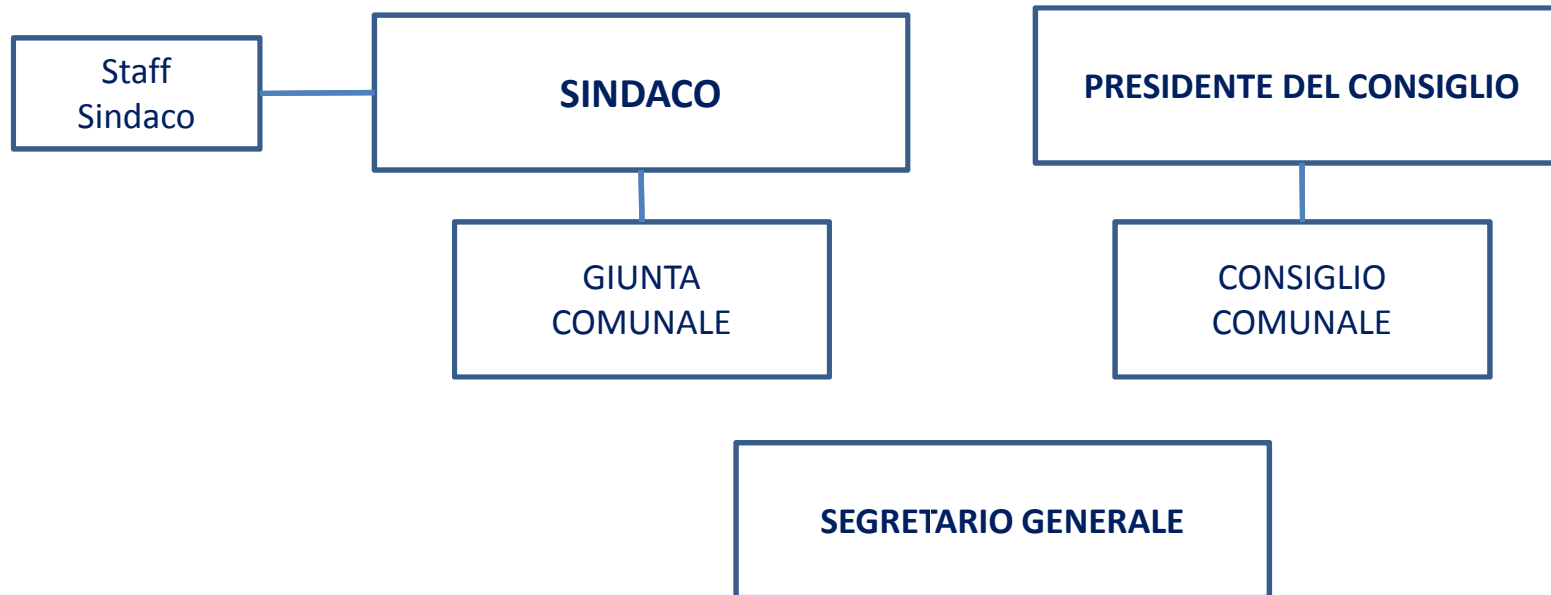 Staff
Sindaco
SINDACO
PRESIDENTE DEL CONSIGLIO
GIUNTA
COMUNALE
CONSIGLIO
COMUNALE
SEGRETARIO GENERALE